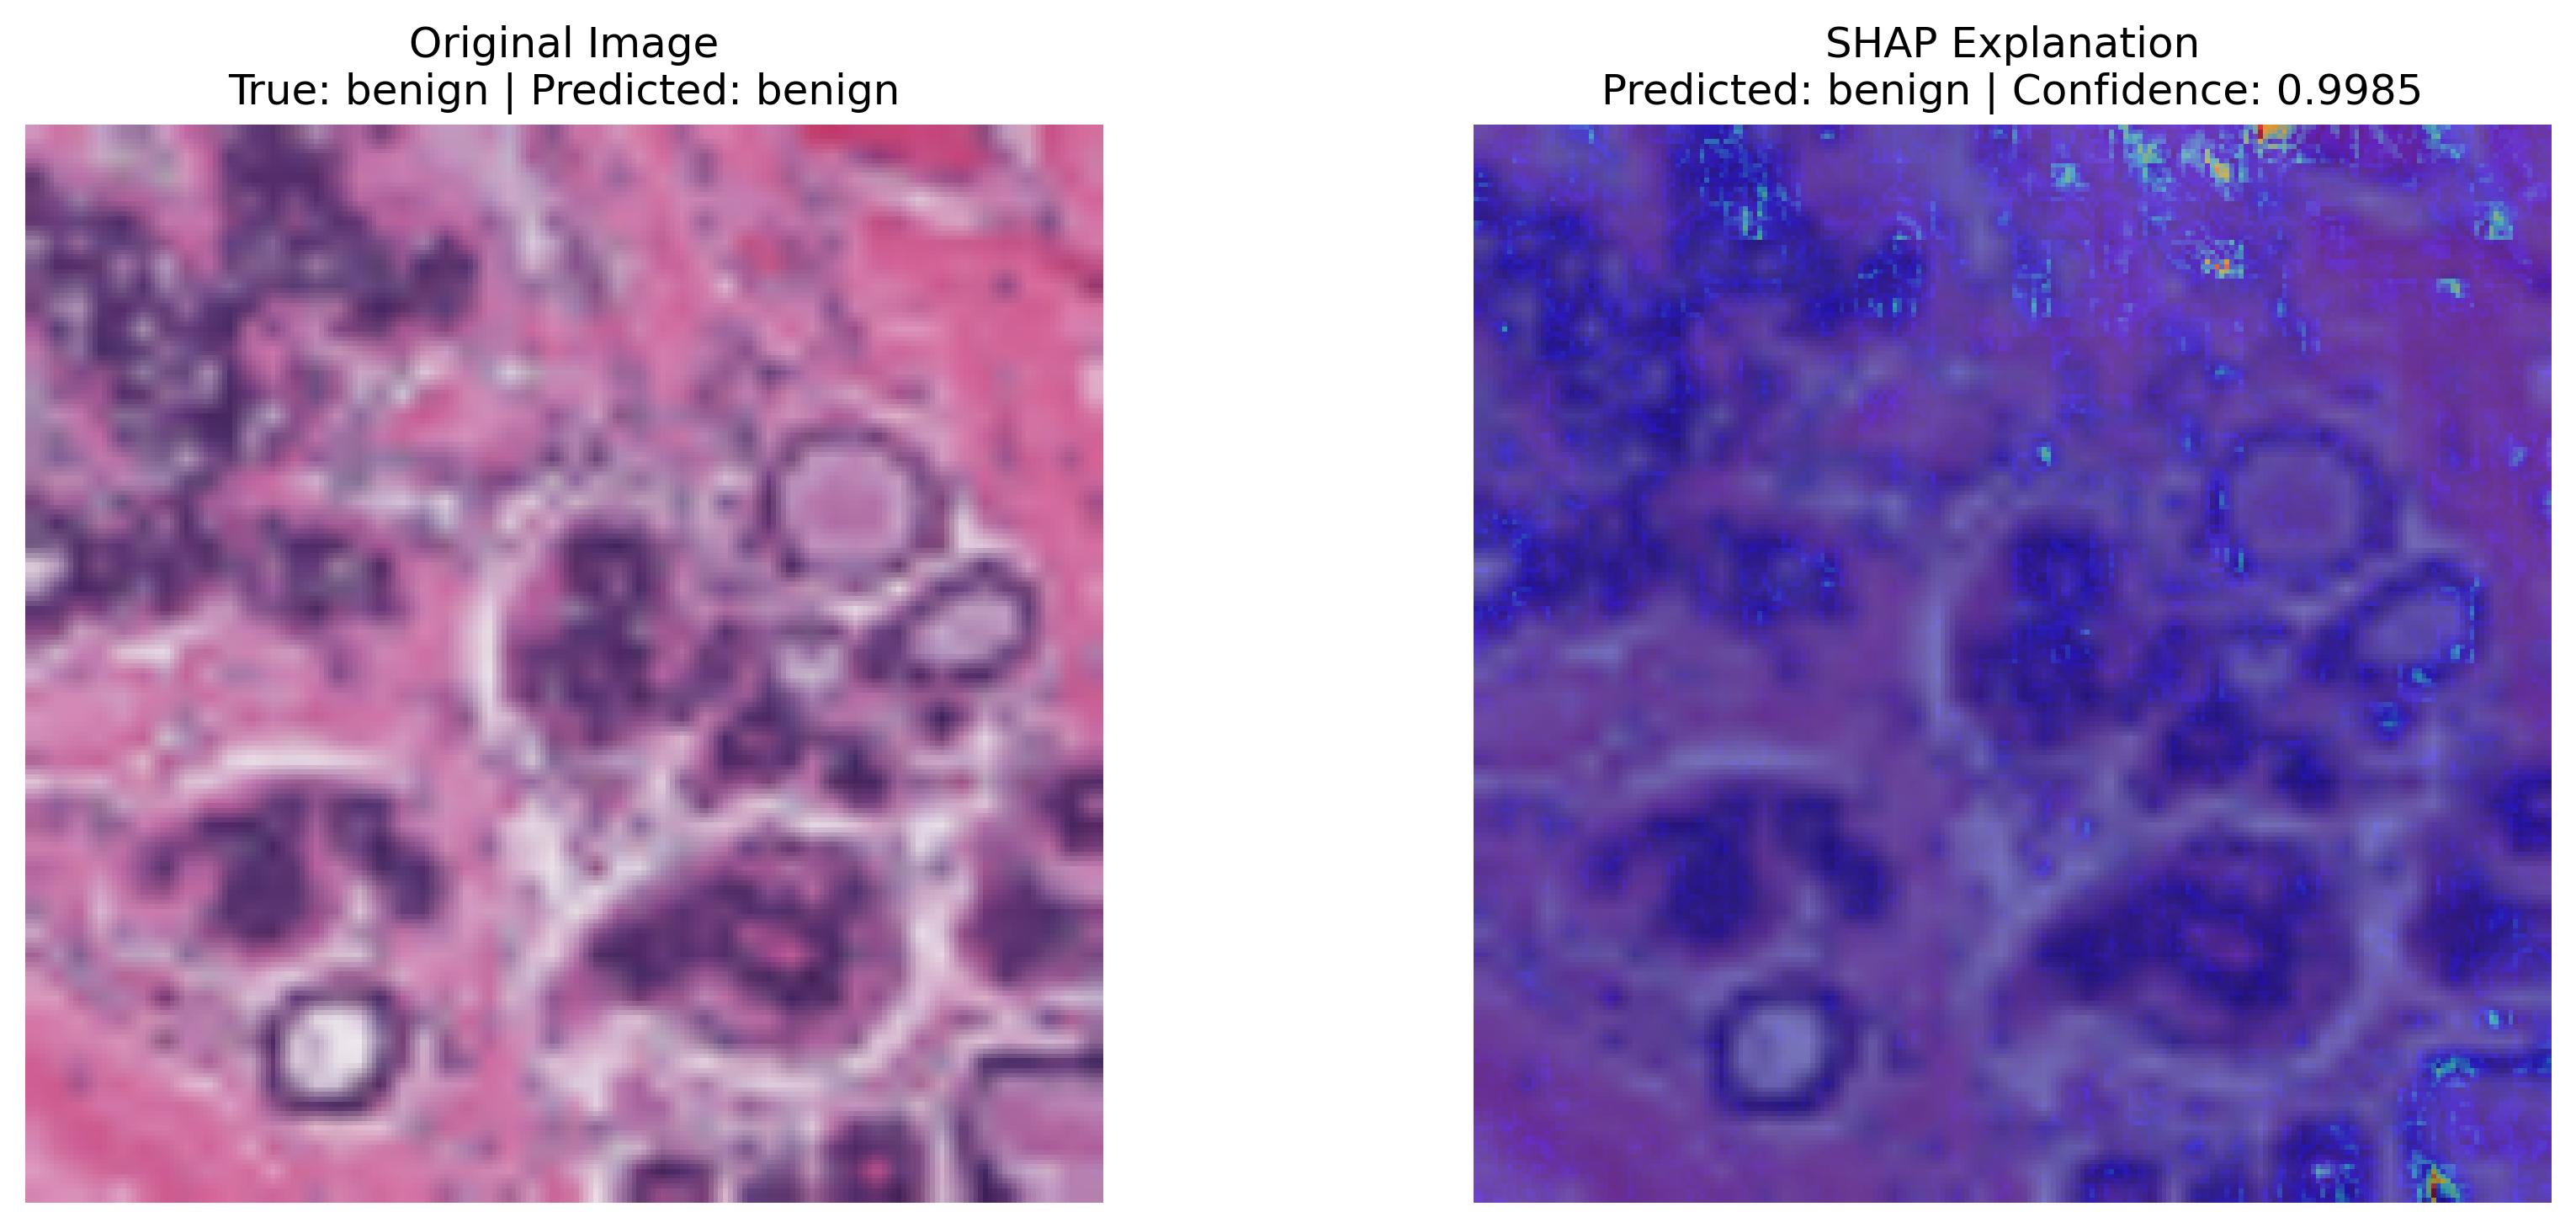 Original Image
True: benign | Predicted: benign
SHAP Explanation
Predicted: benign | Confidence: 0.9985